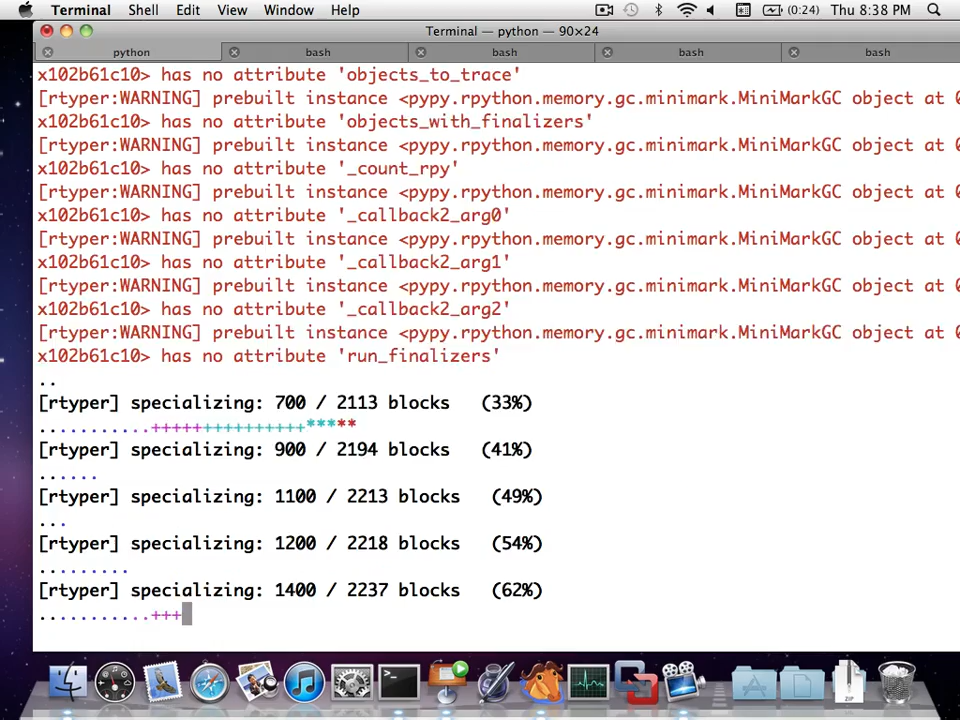 Terminal Shell Edit View Window Help (0:24) Thu 8:38 PM
Terminal — python — 90×24
python bash bash bash bash
x102b61c10> has no attribute 'objects_to_trace'
[rtyper:WARNING] prebuilt instance <pypy.rpython.memory.gc.minimark.MiniMarkGC object at 0
x102b61c10> has no attribute 'objects_with_finalizers'
[rtyper:WARNING] prebuilt instance <pypy.rpython.memory.gc.minimark.MiniMarkGC object at 0
x102b61c10> has no attribute '_count_rpy'
[rtyper:WARNING] prebuilt instance <pypy.rpython.memory.gc.minimark.MiniMarkGC object at 0
x102b61c10> has no attribute '_callback2_arg0'
[rtyper:WARNING] prebuilt instance <pypy.rpython.memory.gc.minimark.MiniMarkGC object at 0
x102b61c10> has no attribute '_callback2_arg1'
[rtyper:WARNING] prebuilt instance <pypy.rpython.memory.gc.minimark.MiniMarkGC object at 0
x102b61c10> has no attribute '_callback2_arg2'
[rtyper:WARNING] prebuilt instance <pypy.rpython.memory.gc.minimark.MiniMarkGC object at 0
x102b61c10> has no attribute 'run_finalizers'
..
[rtyper] specializing: 700 / 2113 blocks (33%)
...........+++++++++++++++*****
[rtyper] specializing: 900 / 2194 blocks (41%)
......
[rtyper] specializing: 1100 / 2213 blocks (49%)
...
[rtyper] specializing: 1200 / 2218 blocks (54%)
.........
[rtyper] specializing: 1400 / 2237 blocks (62%)
...........+++
ZIP